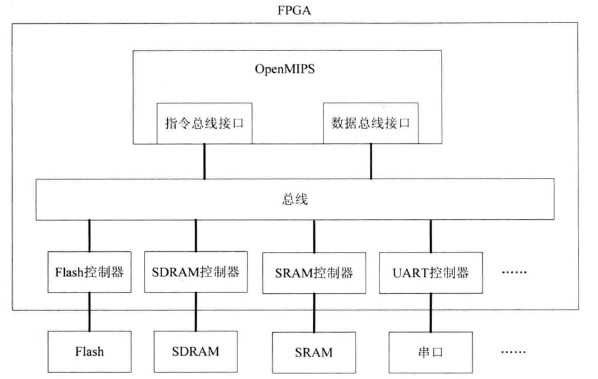 FPGA
OpenMIPS
指令总线接口
数据总线接口
总线
Flash控制器
SDRAM控制器
SRAM控制器
UART控制器
……
Flash
SDRAM
SRAM
串口
……